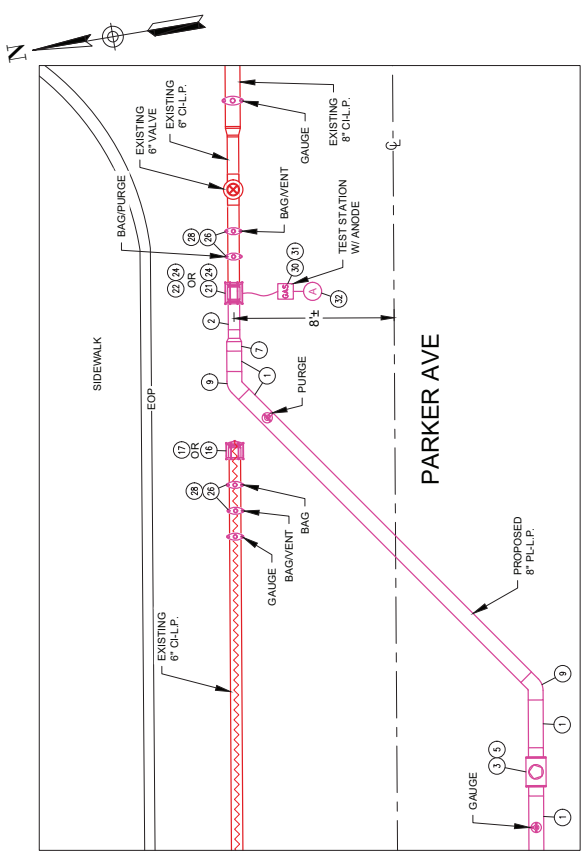 N
SIDEWALK
EOP
BAG/PURGE
EXISTING
6" VALVE
EXISTING
6" CI-L.P.
28
26
22 24
OR
21 24
2
7
1
9
BAG/VENT
GAUGE
EXISTING
8" CI-L.P.
GAS
30 31
A
32
TEST STATION
W/ ANODE
8'±
CL
PURGE
PARKER AVE
17
OR
16
28
26
BAG
BAG/VENT
GAUGE
EXISTING
6" CI-L.P.
PROPOSED
8" PL-L.P.
9
1
3 5
GAUGE
1